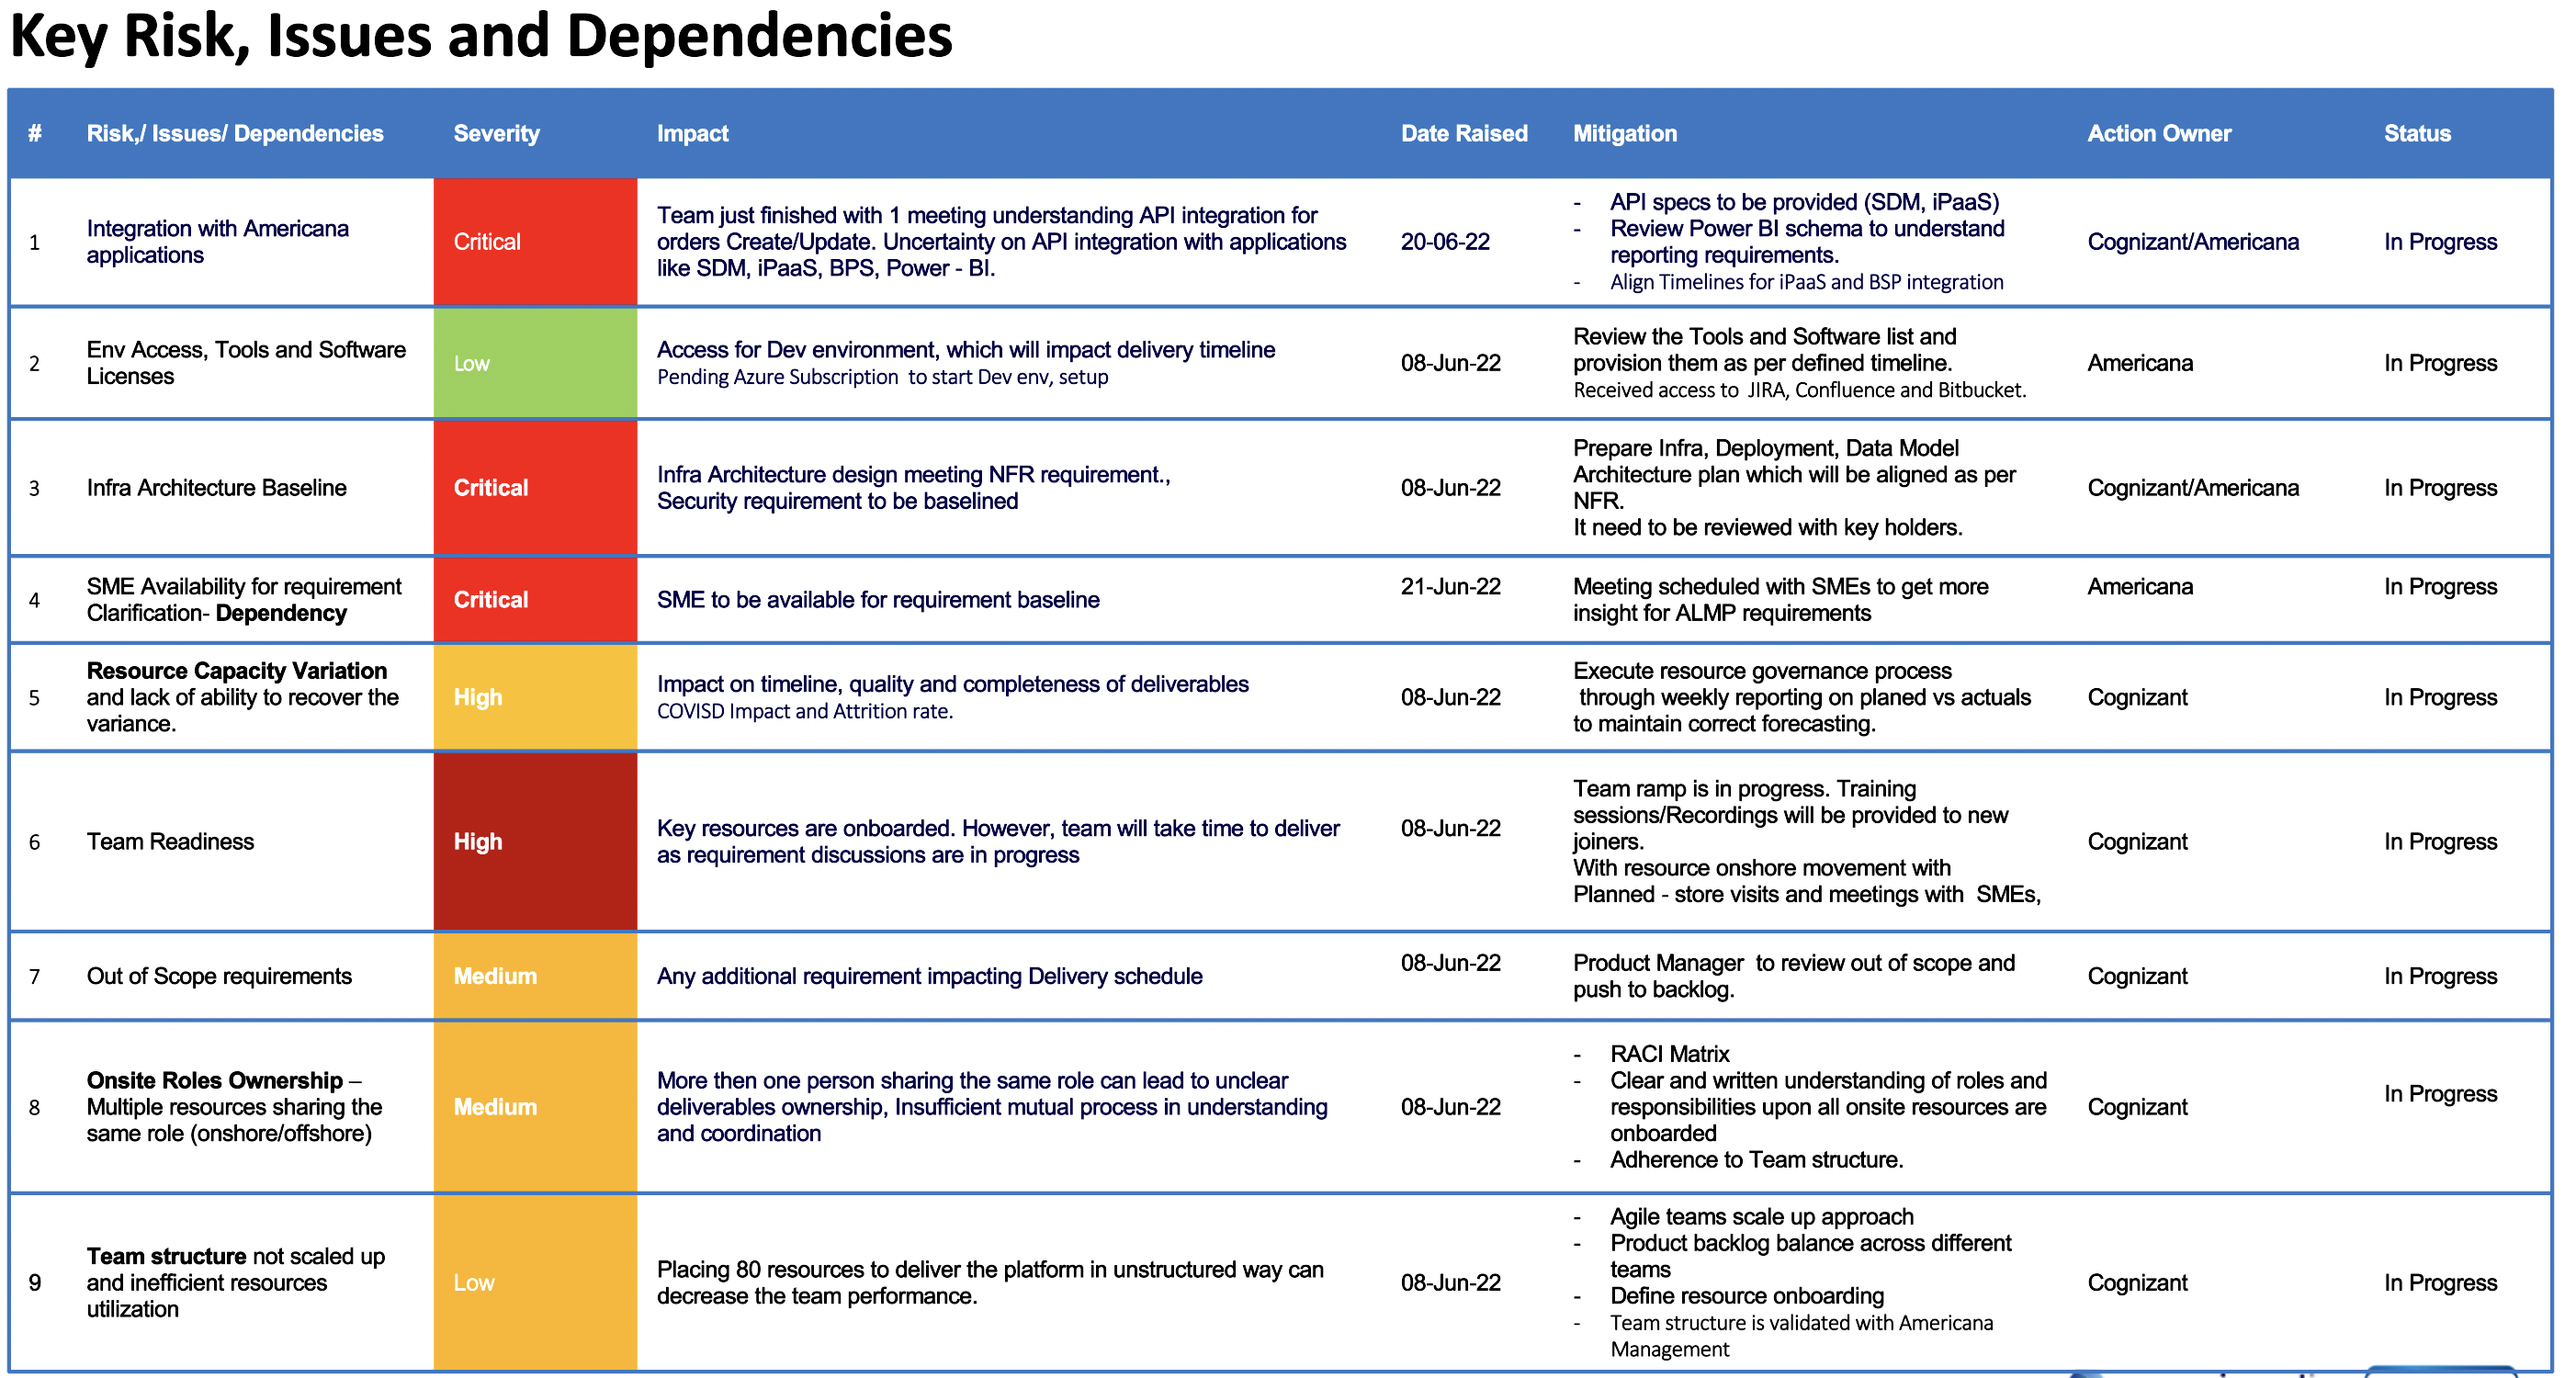 Key Risk, Issues and Dependencies
# Risk,/ Issues/ Dependencies Severity Impact Date Raised Mitigation Action Owner Status
1
Integration with Americana
applications
Critical
Team just finished with 1 meeting understanding API integration for
orders Create/Update. Uncertainty on API integration with applications
like SDM, iPaaS, BPS, Power - BI.
20-06-22
- API specs to be provided (SDM, iPaaS)
- Review Power BI schema to understand
reporting requirements.
- Align Timelines for iPaaS and BSP integration
Cognizant/Americana
In Progress
2
Env Access, Tools and Software
Licenses
Low
Access for Dev environment, which will impact delivery timeline
Pending Azure Subscription to start Dev env, setup
08-Jun-22
Review the Tools and Software list and
provision them as per defined timeline.
Received access to JIRA, Confluence and Bitbucket.
Americana
In Progress
3
Infra Architecture Baseline
Critical
Infra Architecture design meeting NFR requirement.,
Security requirement to be baselined
08-Jun-22
Prepare Infra, Deployment, Data Model
Architecture plan which will be aligned as per
NFR.
It need to be reviewed with key holders.
Cognizant/Americana
In Progress
4
SME Availability for requirement
Clarification- Dependency
Critical
SME to be available for requirement baseline
21-Jun-22
Meeting scheduled with SMEs to get more
insight for ALMP requirements
Americana
In Progress
5
Resource Capacity Variation
and lack of ability to recover the
variance.
High
Impact on timeline, quality and completeness of deliverables
COVISD Impact and Attrition rate.
08-Jun-22
Execute resource governance process
through weekly reporting on planed vs actuals
to maintain correct forecasting.
Cognizant
In Progress
6
Team Readiness
High
Key resources are onboarded. However, team will take time to deliver
as requirement discussions are in progress
08-Jun-22
Team ramp is in progress. Training
sessions/Recordings will be provided to new
joiners.
With resource onshore movement with
Planned - store visits and meetings with SMEs,
Cognizant
In Progress
7
Out of Scope requirements
Medium
Any additional requirement impacting Delivery schedule
08-Jun-22
Product Manager to review out of scope and
push to backlog.
Cognizant
In Progress
8
Onsite Roles Ownership –
Multiple resources sharing the
same role (onshore/offshore)
Medium
More then one person sharing the same role can lead to unclear
deliverables ownership, Insufficient mutual process in understanding
and coordination
08-Jun-22
- RACI Matrix
- Clear and written understanding of roles and
responsibilities upon all onsite resources are
onboarded
- Adherence to Team structure.
Cognizant
In Progress
9
Team structure not scaled up
and inefficient resources
utilization
Low
Placing 80 resources to deliver the platform in unstructured way can
decrease the team performance.
08-Jun-22
- Agile teams scale up approach
- Product backlog balance across different
teams
- Define resource onboarding
- Team structure is validated with Americana
Management
Cognizant
In Progress